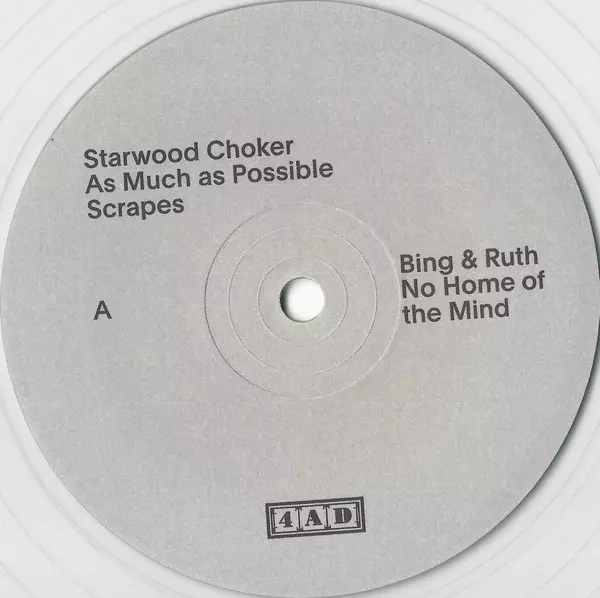 Starwood Choker
As Much as Possible
Scrapes
A
Bing & Ruth
No Home of
the Mind
4AD